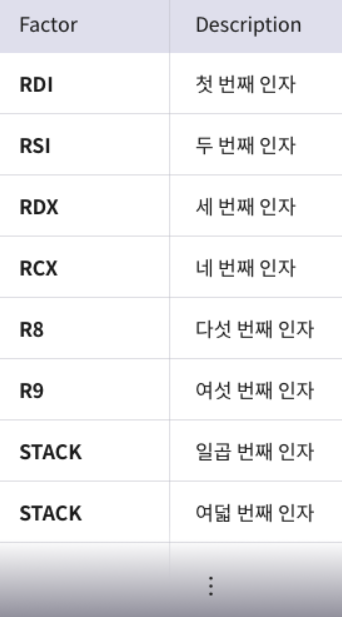 Factor Description
RDI 첫 번째 인자
RSI 두 번째 인자
RDX 세 번째 인자
RCX 네 번째 인자
R8 다섯 번째 인자
R9 여섯 번째 인자
STACK 일곱 번째 인자
STACK 여덟 번째 인자
⋮